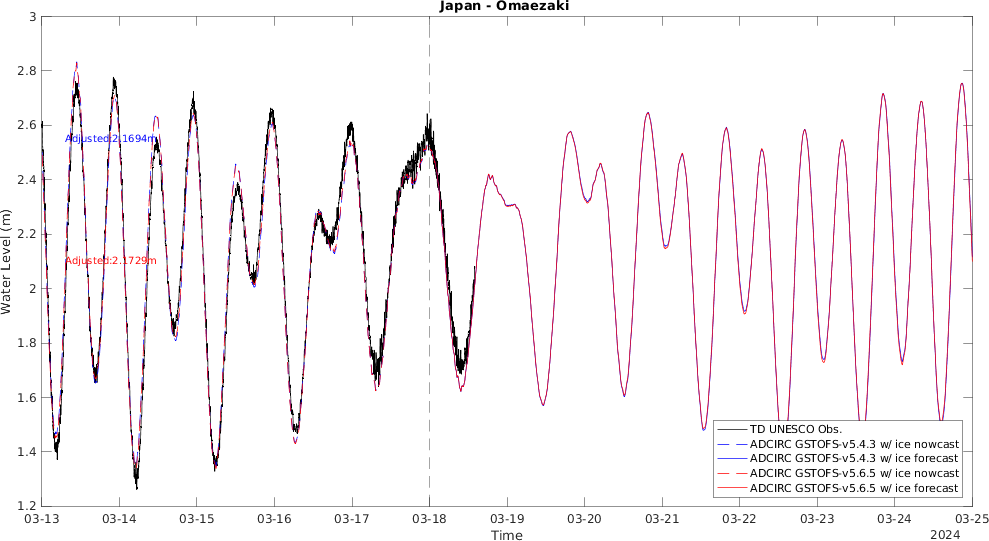 Japan - Omaezaki
3
2.8
2.6
2.4
2.2
2
1.8
1.6
1.4
1.2
Water Level (m)
Adjusted:2.1694m
Adjusted:2.1729m
TD UNESCO Obs.
ADCIRC GSTOFS-v5.4.3 w/ ice nowcast
ADCIRC GSTOFS-v5.4.3 w/ ice forecast
ADCIRC GSTOFS-v5.6.5 w/ ice nowcast
ADCIRC GSTOFS-v5.6.5 w/ ice forecast
03-13 03-14 03-15 03-16 03-17 03-18 03-19 03-20 03-21 03-22 03-23 03-24 03-25
Time
2024